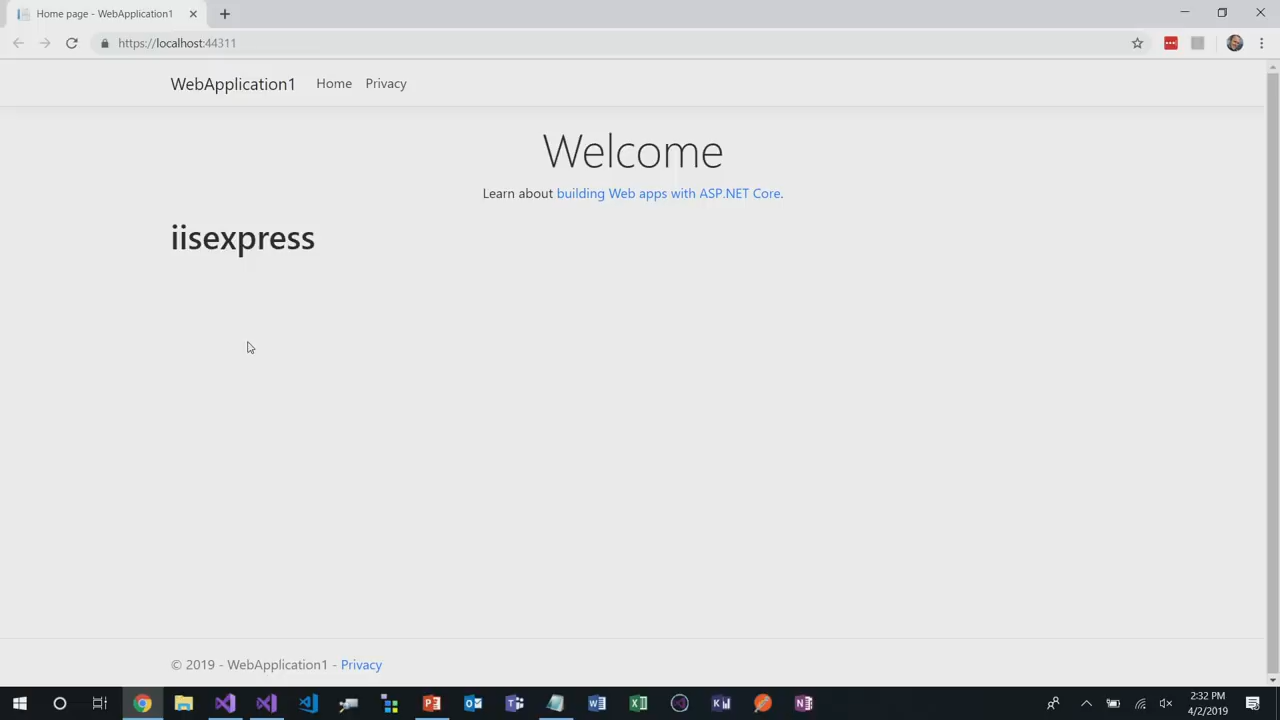 Home page - WebApplication1
https://localhost:44311
WebApplication1 Home Privacy
Welcome
Learn about building Web apps with ASP.NET Core.
iisexpress
© 2019 - WebApplication1 - Privacy
2:32 PM
4/2/2019